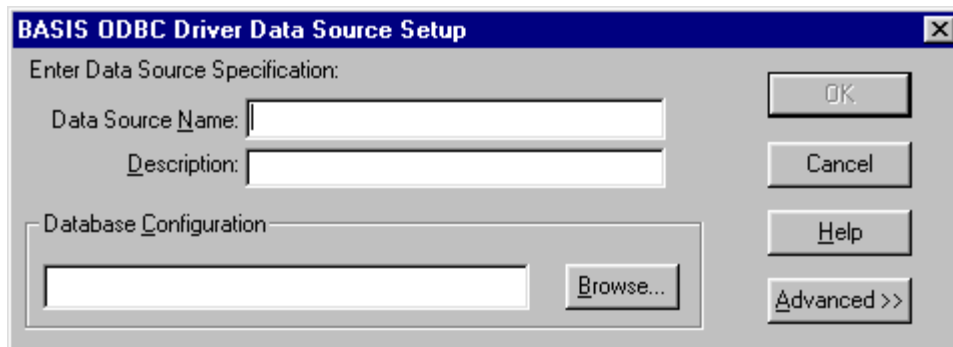 BASIS ODBC Driver Data Source Setup
Enter Data Source Specification:
OK
Data Source Name:
Description:
Cancel
Database Configuration
Help
Browse...
Advanced >>